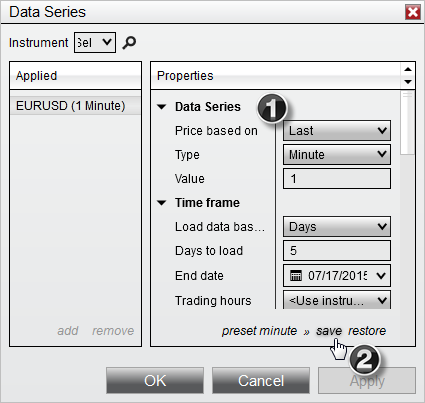 Data Series
Instrument Sel
Applied
Properties
EURUSD (1 Minute)
1
Data Series
Price based on Last
Type Minute
Value 1
Time frame
Load data bas... Days
Days to load 5
End date 07/17/2015
Trading hours <Use instru...
add remove
preset minute » save restore
2
OK Cancel Apply